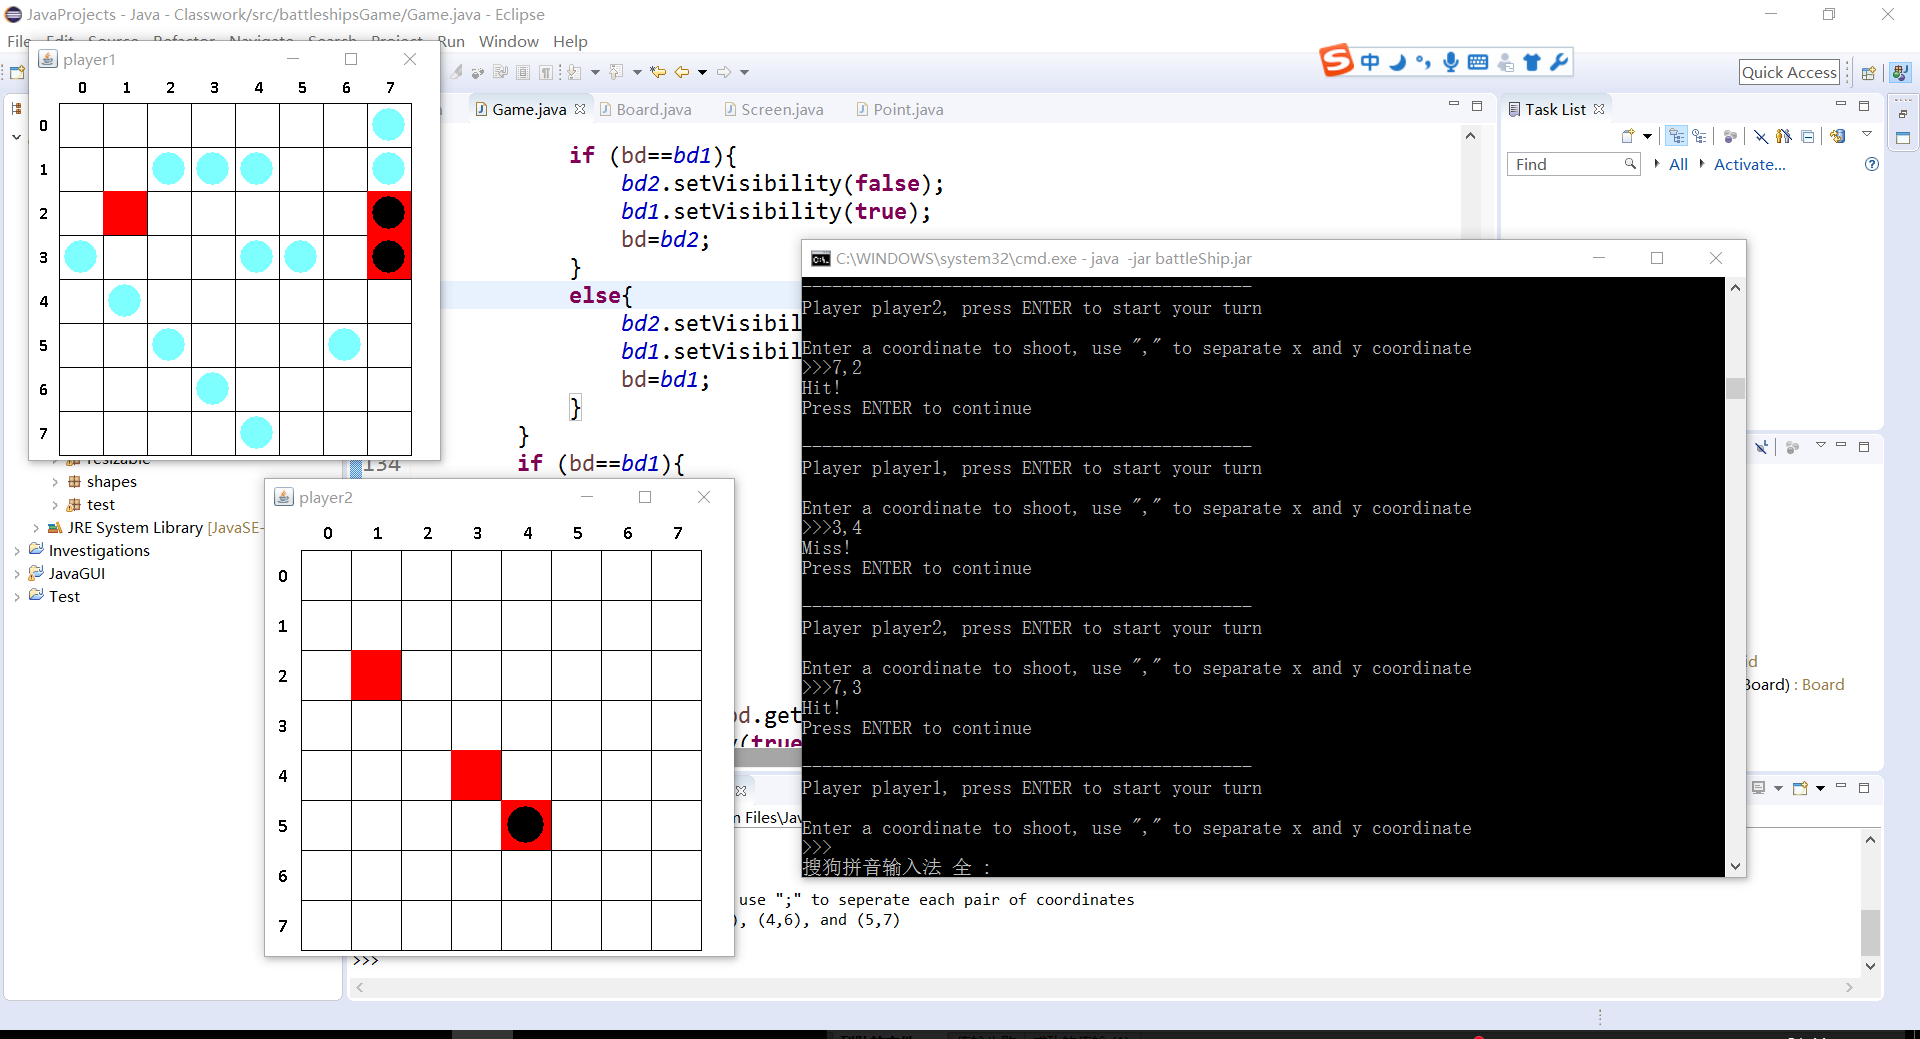 JavaProjects - Java - Classwork/src/battleshipsGame/Game.java - Eclipse
File Edit Source Refactor Navigate Search Project Run Window Help
Quick Access
player1
0 1 2 3 4 5 6 7
0
1
2
3
4
5
6
7
resizable
shapes
test
JRE System Library [JavaSE-
Investigations
JavaGUI
Test
Game.java
Board.java
Screen.java
Point.java
if (bd==bd1){
bd2.setVisibility(false);
bd1.setVisibility(true);
bd=bd2;
}
else{
bd2.setVisibil
bd1.setVisibil
bd=bd1;
}
}
134
if (bd==bd1){
od.get
y(true
player2
0 1 2 3 4 5 6 7
0
1
2
3
4
5
6
7
中
Task List
Find
All
Activate...
C:\WINDOWS\system32\cmd.exe - java -jar battleShip.jar
---------------------------------------------
Player player2, press ENTER to start your turn
Enter a coordinate to shoot, use "," to separate x and y coordinate
>>>7,2
Hit!
Press ENTER to continue
---------------------------------------------
Player player1, press ENTER to start your turn
Enter a coordinate to shoot, use "," to separate x and y coordinate
>>>3,4
Miss!
Press ENTER to continue
---------------------------------------------
Player player2, press ENTER to start your turn
Enter a coordinate to shoot, use "," to separate x and y coordinate
>>>7,3
Hit!
Press ENTER to continue
---------------------------------------------
Player player1, press ENTER to start your turn
Enter a coordinate to shoot, use "," to separate x and y coordinate
>>>
搜狗拼音输入法 全 :
id
Board) : Board
m Files\Jav
use ";" to seperate each pair of coordinates
), (4,6), and (5,7)
>>>